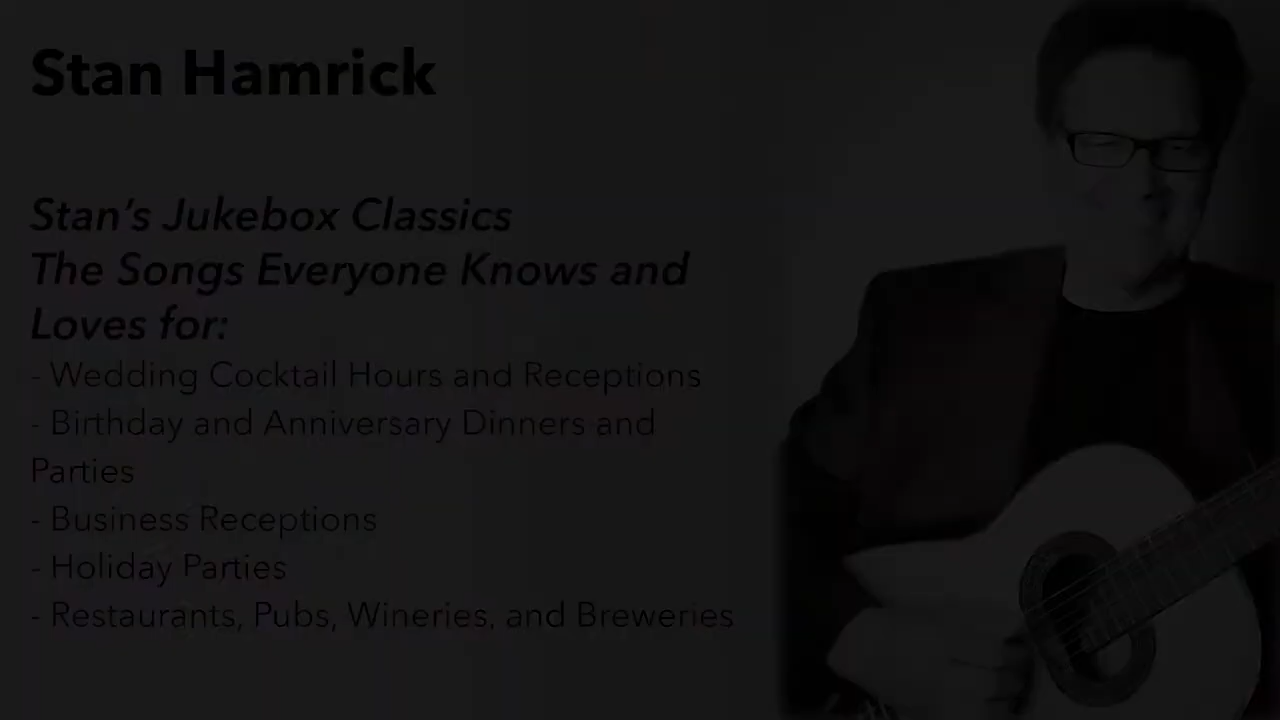 Stan Hamrick
Stan’s Jukebox Classics
The Songs Everyone Knows and
Loves for:
- Wedding Cocktail Hours and Receptions
- Birthday and Anniversary Dinners and
Parties
- Business Receptions
- Holiday Parties
- Restaurants, Pubs, Wineries, and Breweries